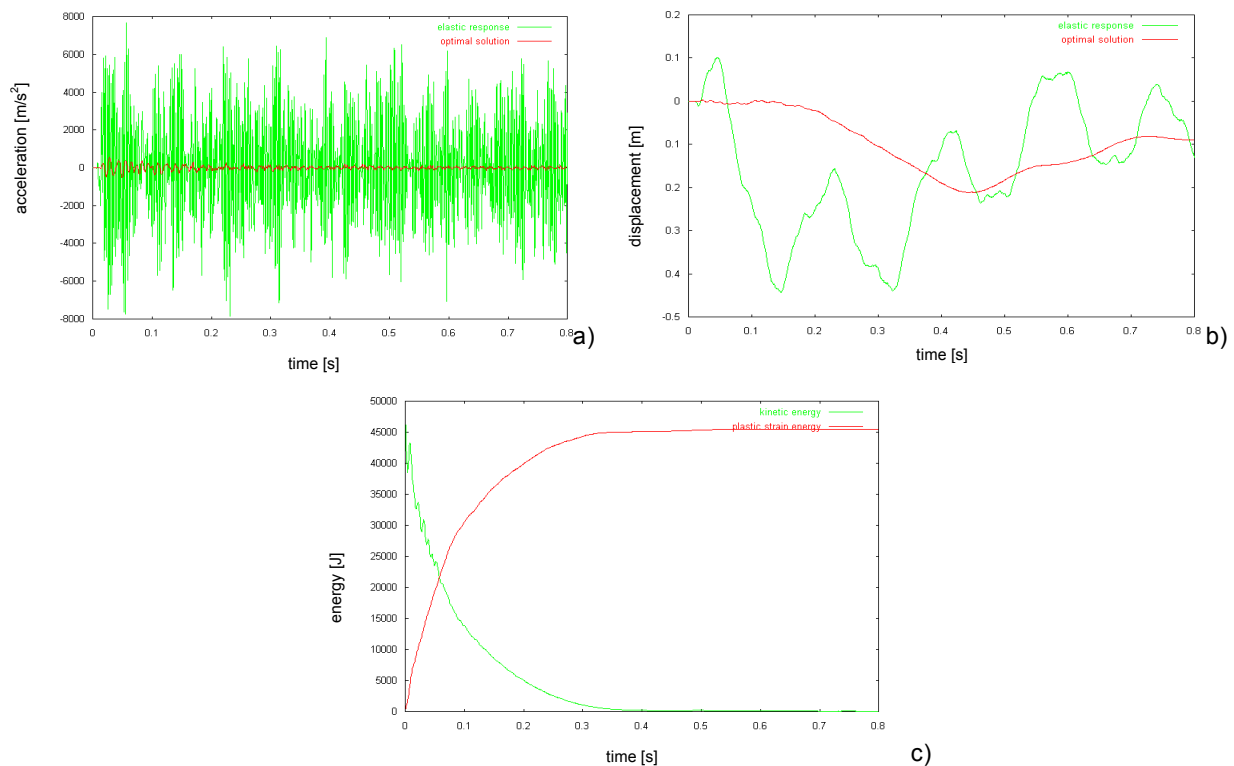 elastic response
optimal solution
8000
6000
4000
2000
0
-2000
-4000
-6000
-8000
acceleration [m/s²]
0 0.1 0.2 0.3 0.4 0.5 0.6 0.7 0.8
time [s]
a)
elastic response
optimal solution
0.2
0.1
0
0.1
0.2
0.3
0.4
-0.5
displacement [m]
0 0.1 0.2 0.3 0.4 0.5 0.6 0.7 0.8
time [s]
b)
kinetic energy
plastic strain energy
50000
45000
40000
35000
30000
25000
20000
15000
10000
5000
0
energy [J]
0 0.1 0.2 0.3 0.4 0.5 0.6 0.7 0.8
time [s]
c)